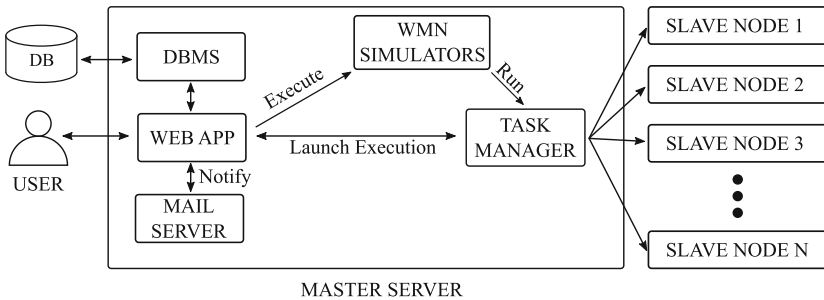 DB
USER
DBMS
WEB APP
Notify
MAIL
SERVER
Execute
Launch Execution
WMN
SIMULATORS
Run
TASK
MANAGER
MASTER SERVER
SLAVE NODE 1
SLAVE NODE 2
SLAVE NODE 3
SLAVE NODE N